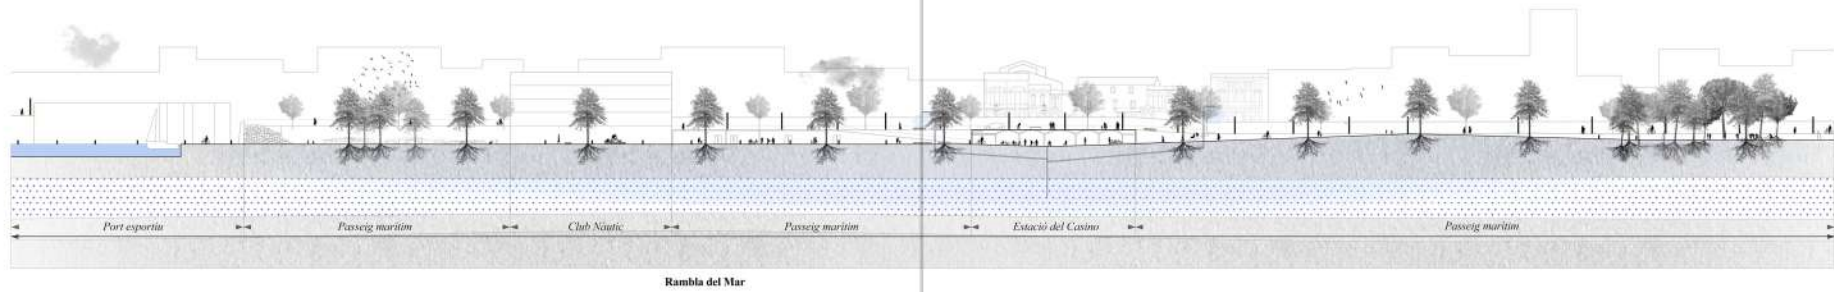 Port esportiu
Passeig marítim
Club Nàutic
Passeig marítim
Estació del Casino
Passeig marítim
Rambla del Mar